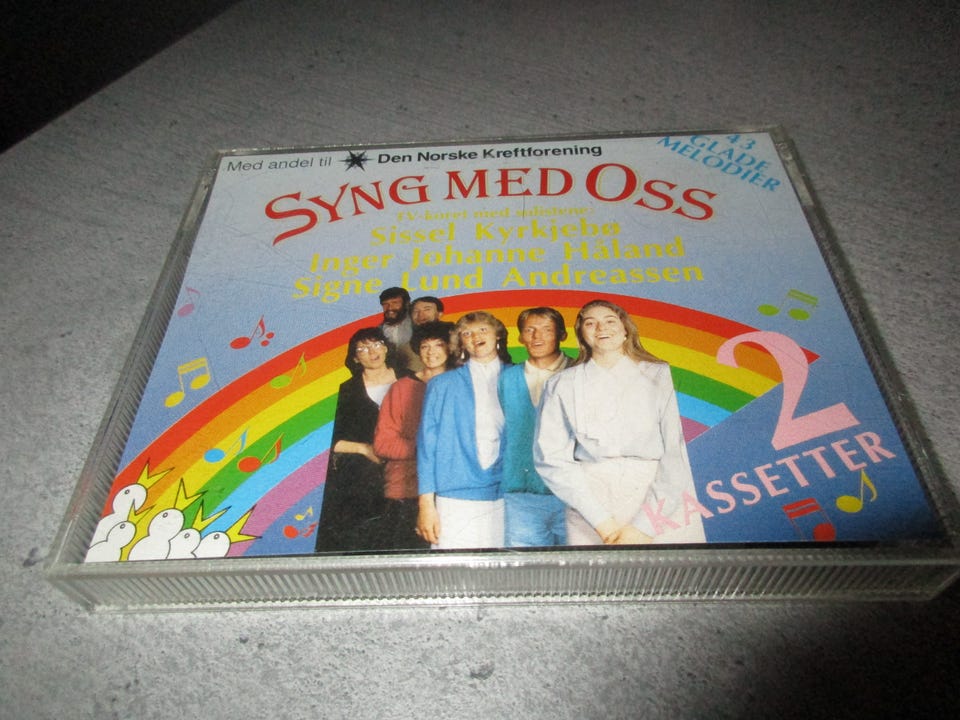 Med andel til Den Norske Kreftforening
43
GLADE
MELODIER
SYNG MED OSS
TV-koret med solistene:
Sissel Kyrkjebø
Inger Johanne Håland
Signe Lund Andreassen
2
KASSETTER